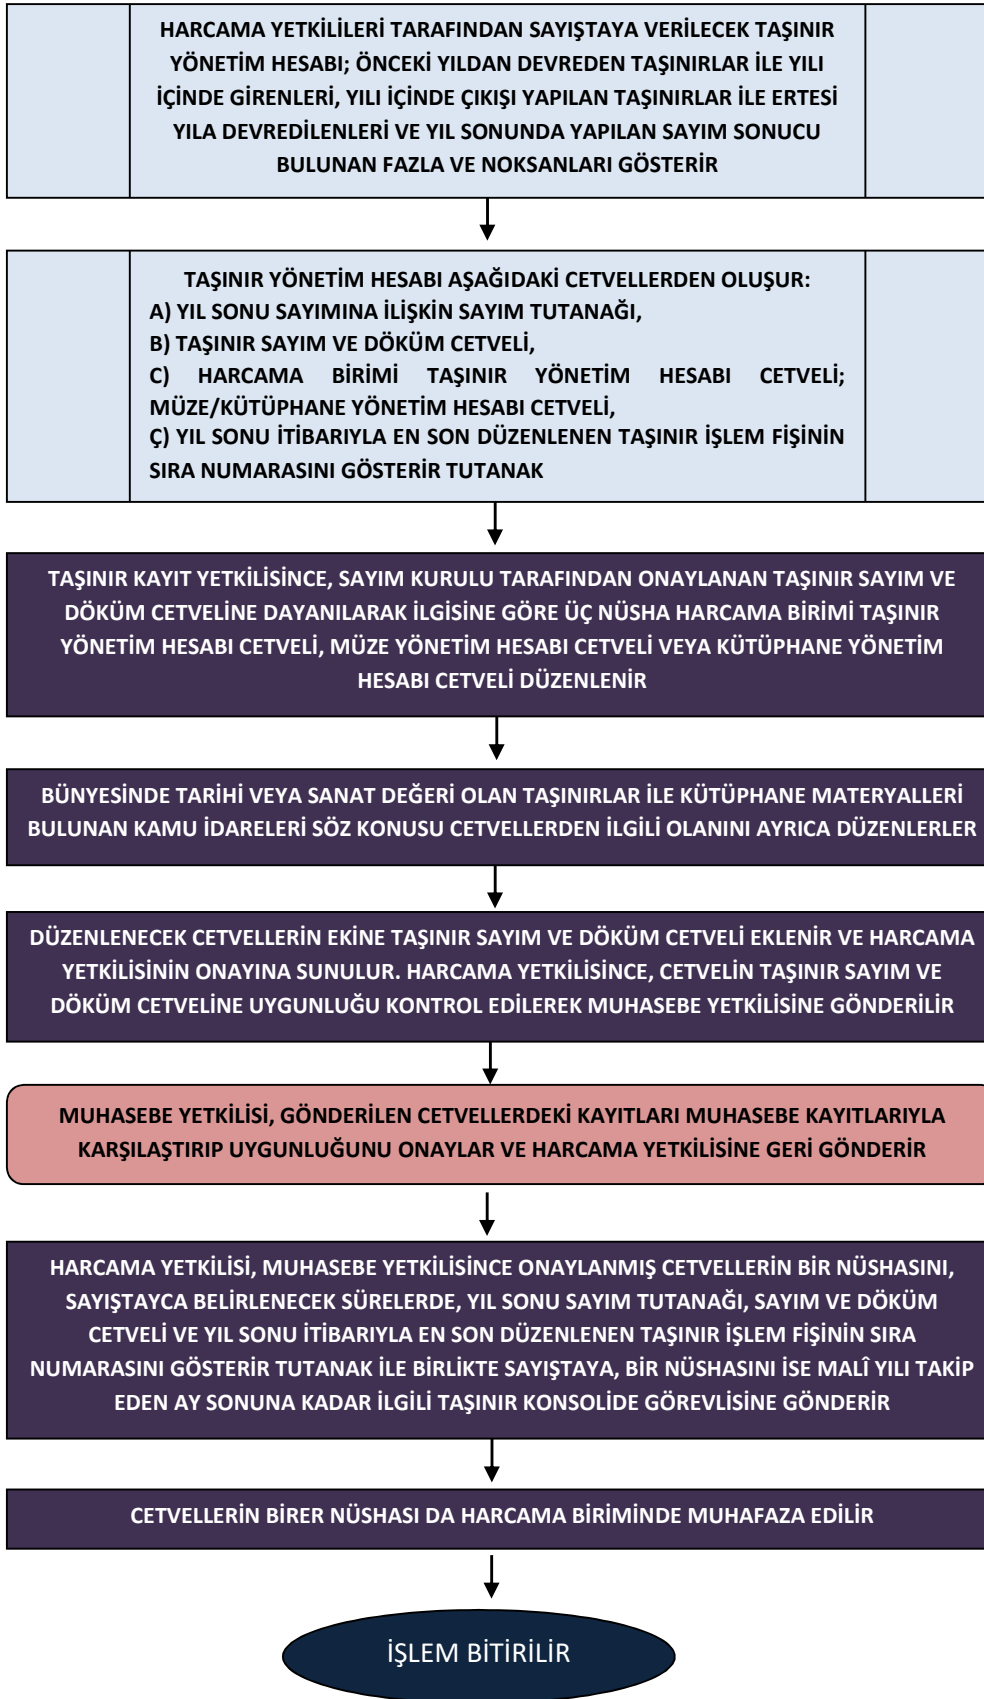 HARCAMA YETKİLİLERİ TARAFINDAN SAYIŞTAYA VERİLECEK TAŞINIR
YÖNETİM HESABI; ÖNCEKİ YILDAN DEVREDEN TAŞINIRLAR İLE YILI
İÇİNDE GİRENLERİ, YILI İÇİNDE ÇIKIŞI YAPILAN TAŞINIRLAR İLE ERTESİ
YILA DEVREDİLENLERİ VE YIL SONUNDA YAPILAN SAYIM SONUCU
BULUNAN FAZLA VE NOKSANLARI GÖSTERİR
TAŞINIR YÖNETİM HESABI AŞAĞIDAKİ CETVELLERDEN OLUŞUR:
A) YIL SONU SAYIMINA İLİŞKİN SAYIM TUTANAĞI,
B) TAŞINIR SAYIM VE DÖKÜM CETVELİ,
C) HARCAMA BİRİMİ TAŞINIR YÖNETİM HESABI CETVELİ;
MÜZE/KÜTÜPHANE YÖNETİM HESABI CETVELİ,
Ç) YIL SONU İTİBARIYLA EN SON DÜZENLENEN TAŞINIR İŞLEM FİŞİNİN
SIRA NUMARASINI GÖSTERİR TUTANAK
TAŞINIR KAYIT YETKİLİSİNCE, SAYIM KURULU TARAFINDAN ONAYLANAN TAŞINIR SAYIM VE
DÖKÜM CETVELİNE DAYANILARAK İLGİSİNE GÖRE ÜÇ NÜSHA HARCAMA BİRİMİ TAŞINIR
YÖNETİM HESABI CETVELİ, MÜZE YÖNETİM HESABI CETVELİ VEYA KÜTÜPHANE YÖNETİM
HESABI CETVELİ DÜZENLENİR
BÜNYESİNDE TARİHİ VEYA SANAT DEĞERİ OLAN TAŞINIRLAR İLE KÜTÜPHANE MATERYALLERİ
BULUNAN KAMU İDARELERİ SÖZ KONUSU CETVELLERDEN İLGİLİ OLANINI AYRICA DÜZENLERLER
DÜZENLENECEK CETVELLERİN EKİNE TAŞINIR SAYIM VE DÖKÜM CETVELİ EKLENİR VE HARCAMA
YETKİLİSİNİN ONAYINA SUNULUR. HARCAMA YETKİLİSİNCE, CETVELİN TAŞINIR SAYIM VE
DÖKÜM CETVELİNE UYGUNLUĞU KONTROL EDİLEREK MUHASEBE YETKİLİSİNE GÖNDERİLİR
MUHASEBE YETKİLİSİ, GÖNDERİLEN CETVELLERDEKİ KAYITLARI MUHASEBE KAYITLARIYLA
KARŞILAŞTIRIP UYGUNLUĞUNU ONAYLAR VE HARCAMA YETKİLİSİNE GERİ GÖNDERİR
HARCAMA YETKİLİSİ, MUHASEBE YETKİLİSİNCE ONAYLANMIŞ CETVELLERİN BİR NÜSHASINI,
SAYIŞTAYCA BELİRLENECEK SÜRELERDE, YIL SONU SAYIM TUTANAĞI, SAYIM VE DÖKÜM
CETVELİ VE YIL SONU İTİBARIYLA EN SON DÜZENLENEN TAŞINIR İŞLEM FİŞİNİN SIRA
NUMARASINI GÖSTERİR TUTANAK İLE BİRLİKTE SAYIŞTAYA, BİR NÜSHASINI İSE MALÎ YILI TAKİP
EDEN AY SONUNA KADAR İLGİLİ TAŞINIR KONSOLİDE GÖREVLİSİNE GÖNDERİR
CETVELLERİN BİRER NÜSHASI DA HARCAMA BİRİMİNDE MUHAFAZA EDİLİR
İŞLEM BİTİRİLİR